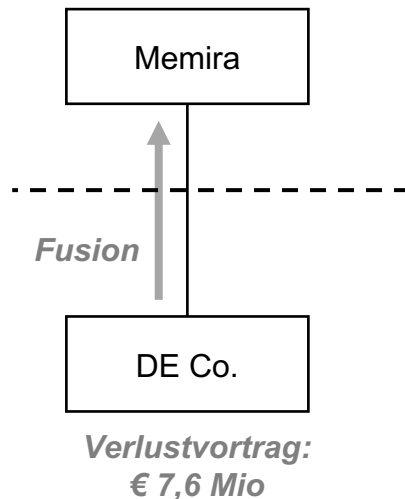 Memira
Fusion
DE Co.
Verlustvortrag:
€ 7,6 Mio